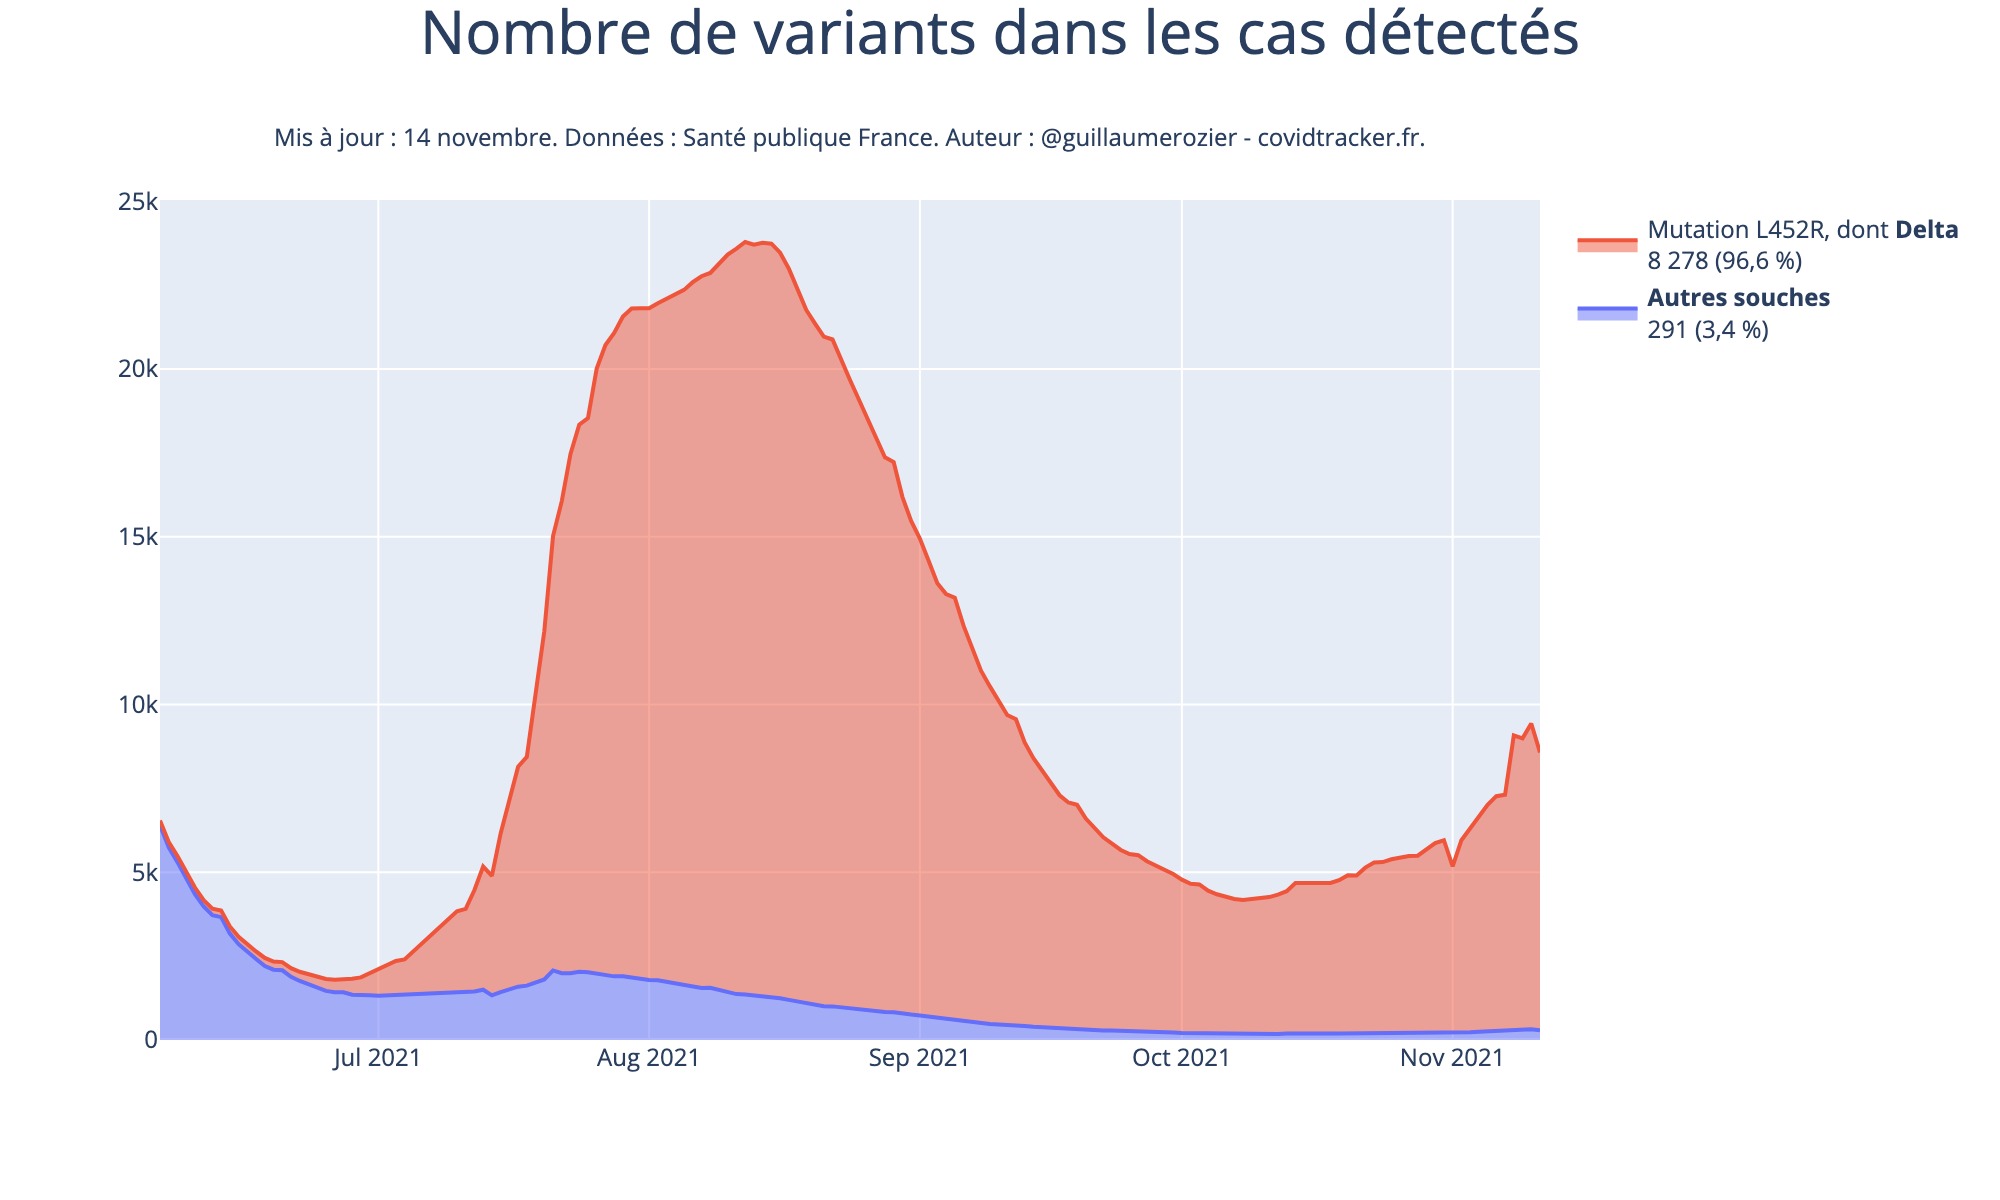 Nombre de variants dans les cas détectés
Mis à jour : 14 novembre. Données : Santé publique France. Auteur : @guillaumerozier - covidtracker.fr.
25k
20k
15k
10k
5k
0
Jul 2021
Aug 2021
Sep 2021
Oct 2021
Nov 2021
Mutation L452R, dont Delta
8 278 (96,6 %)
Autres souches
291 (3,4 %)